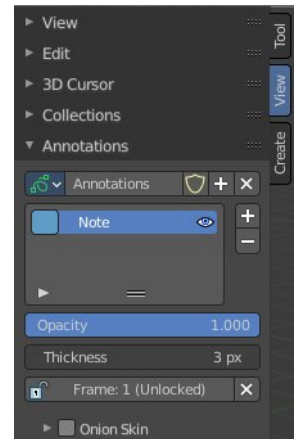 View
Edit
3D Cursor
Collections
Annotations
Annotations
Note
Opacity 1.000
Thickness 3 px
Frame: 1 (Unlocked)
Onion Skin
Tool
View
Create